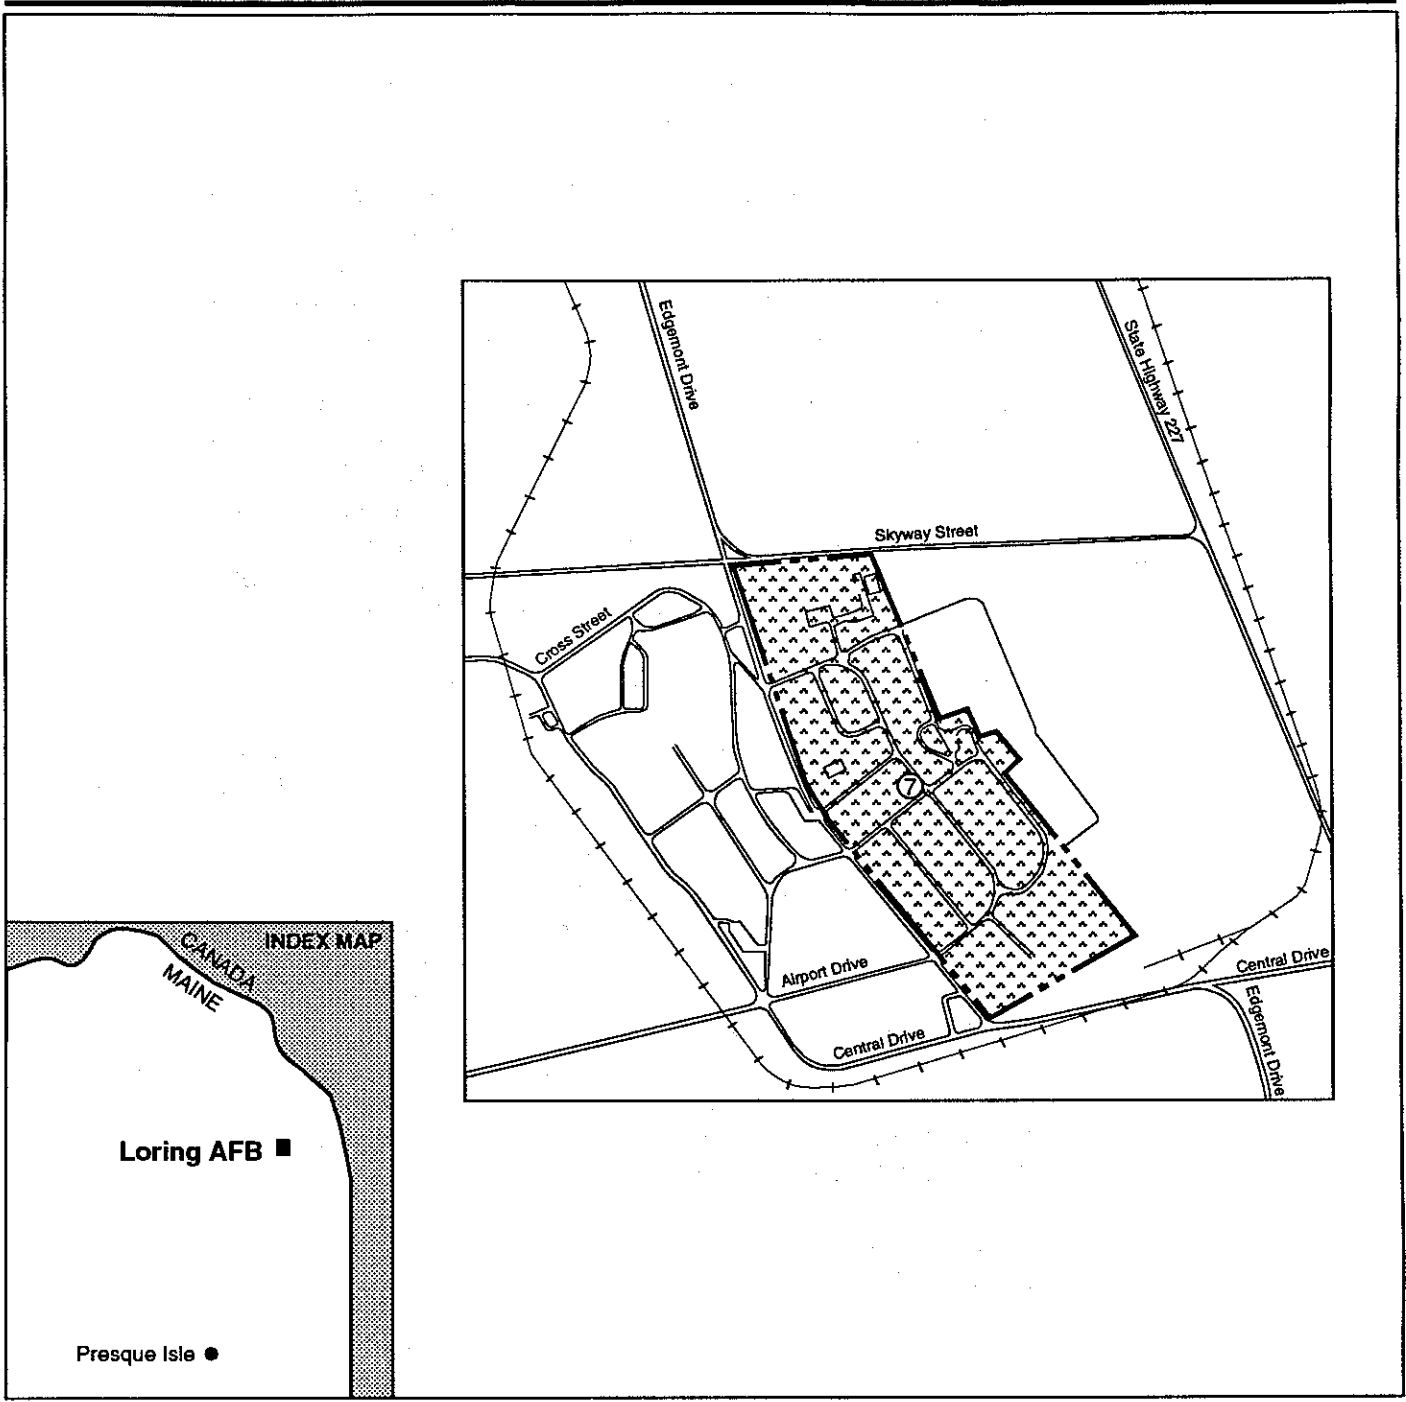 Edgemont Drive
State Highway 227
Skyway Street
Cross Street
7
INDEX MAP
CANADA
MAINE
Airport Drive
Central Drive
Central Drive
Edgemont Drive
Loring AFB
Presque Isle